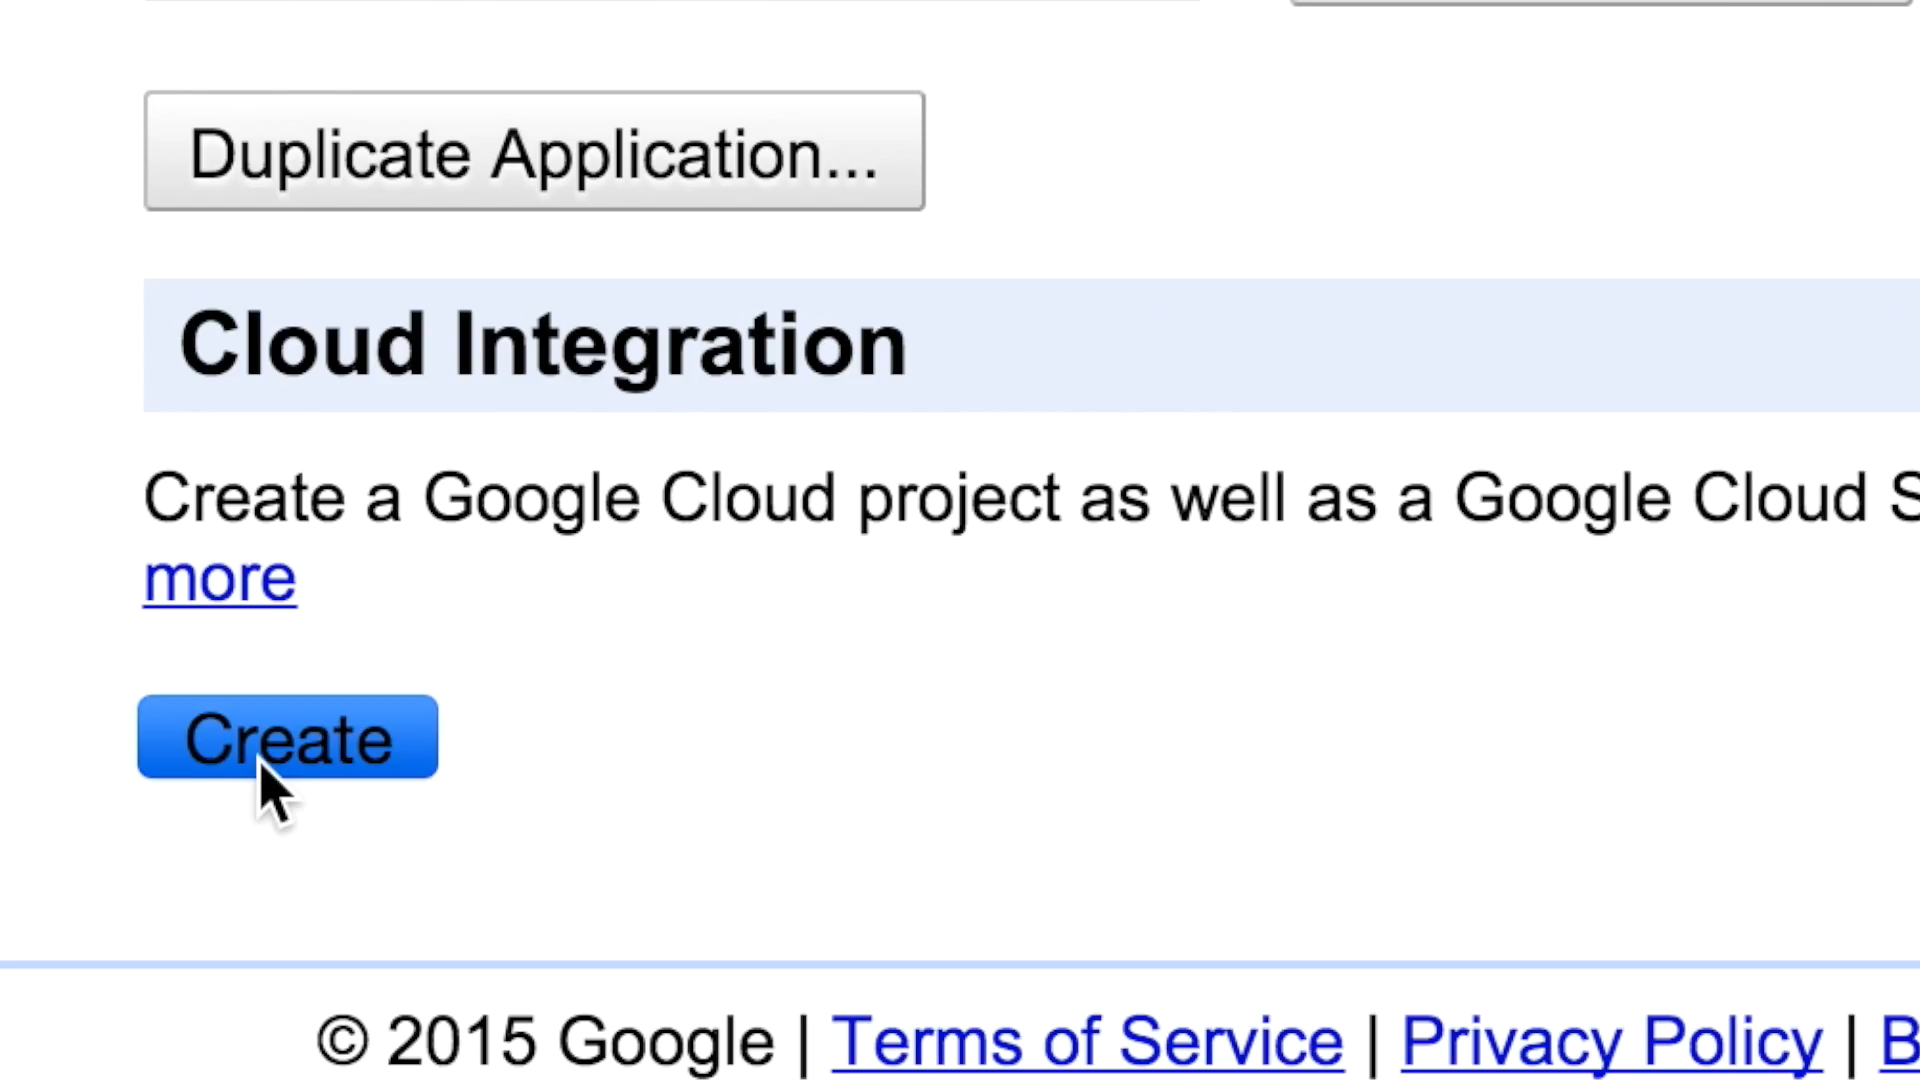 Duplicate Application...
Cloud Integration
Create a Google Cloud project as well as a Google Cloud
more
Create
© 2015 Google | Terms of Service | Privacy Policy |